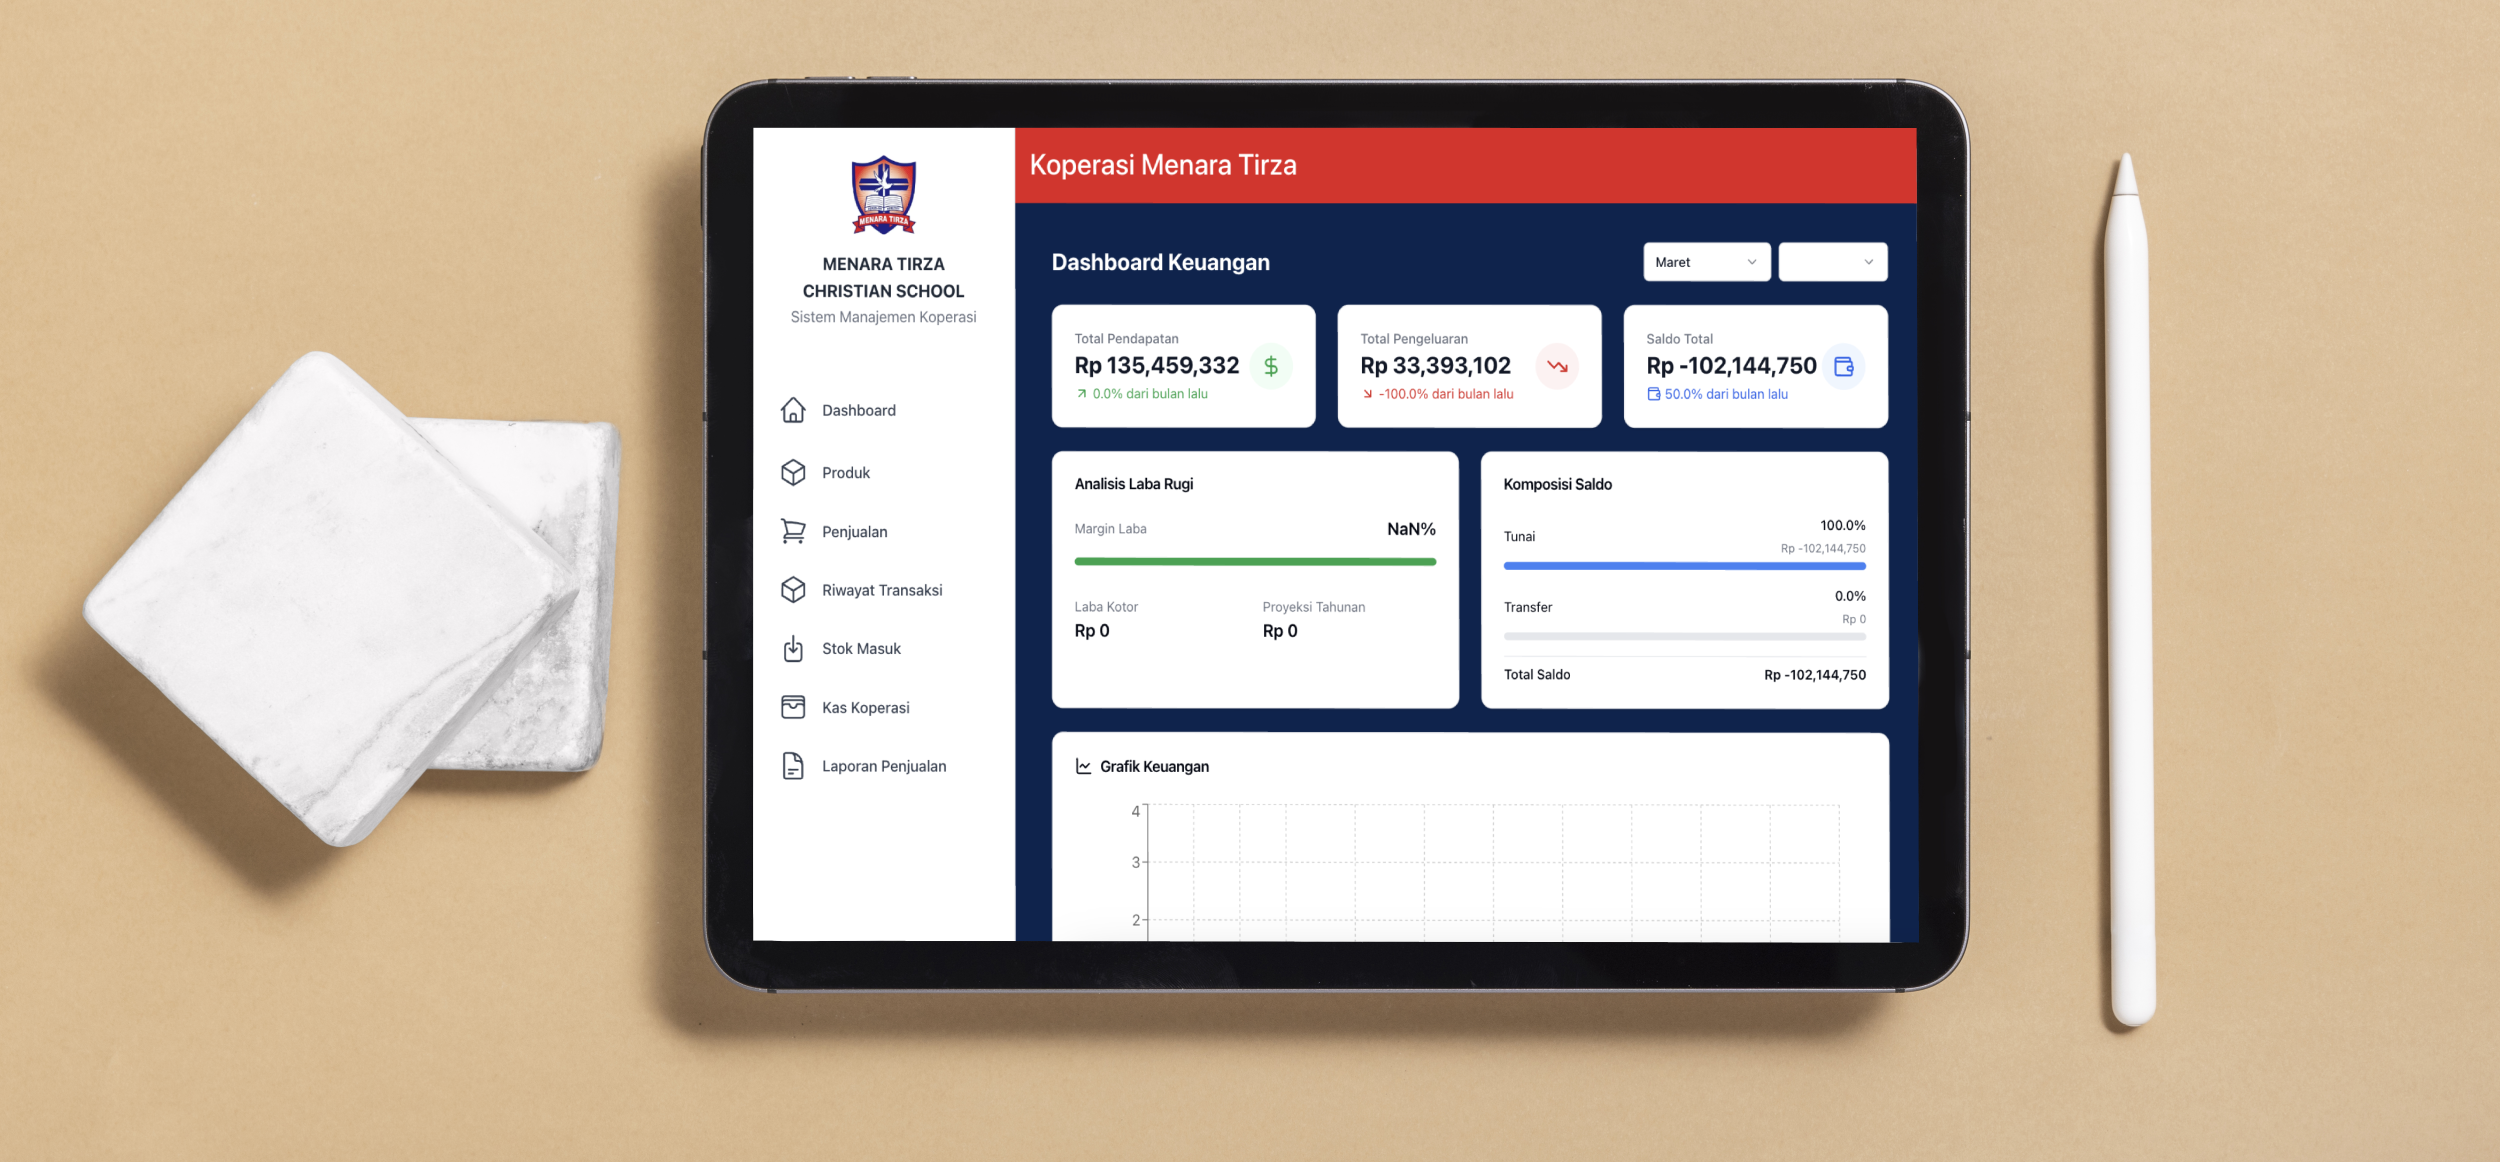 MENARA TIRZA
MENARA TIRZA
CHRISTIAN SCHOOL
Sistem Manajemen Koperasi
Dashboard
Produk
Penjualan
Riwayat Transaksi
Stok Masuk
Kas Koperasi
Laporan Penjualan
Koperasi Menara Tirza
Dashboard Keuangan
Maret
Total Pendapatan
Rp 135,459,332
0.0% dari bulan lalu
Total Pengeluaran
Rp 33,393,102
-100.0% dari bulan lalu
Saldo Total
Rp -102,144,750
50.0% dari bulan lalu
Analisis Laba Rugi
Margin Laba NaN%
Laba Kotor Proyeksi Tahunan
Rp 0 Rp 0
Komposisi Saldo
100.0%
Tunai
Rp -102,144,750
0.0%
Transfer
Rp 0
Total Saldo Rp -102,144,750
Grafik Keuangan
4
3
2